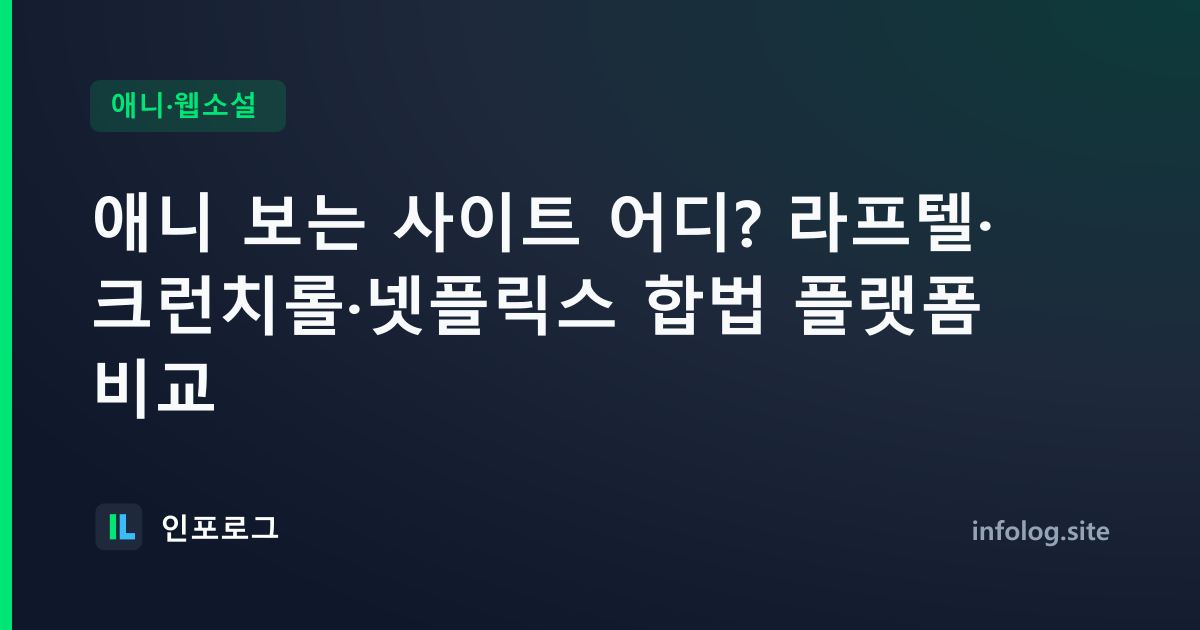 애니·웹소설
애니 보는 사이트 어디? 라프텔·
크런치롤·넷플릭스 합법 플랫폼
비교
IL 인포로그
infolog.site